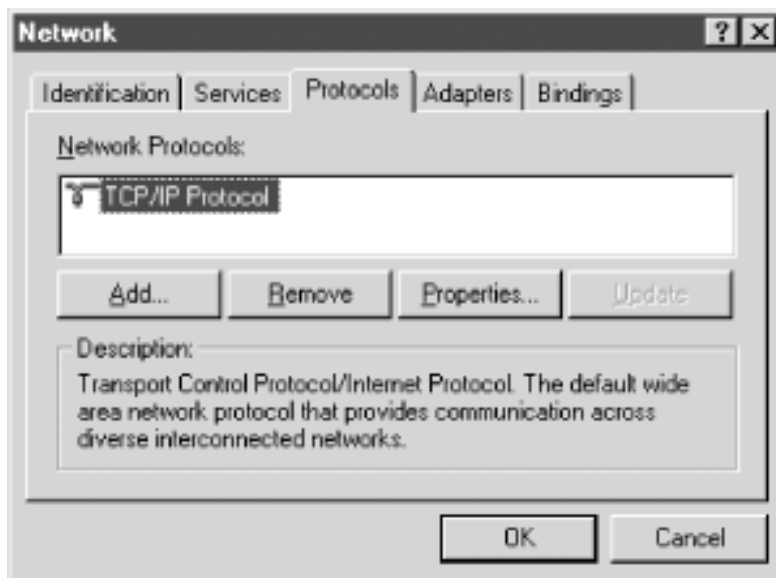 Network
Identification Services Protocols Adapters Bindings
Network Protocols:
TCP/IP Protocol
Add... Remove Properties... Update
Description:
Transport Control Protocol/Internet Protocol. The default wide
area network protocol that provides communication across
diverse interconnected networks.
OK Cancel